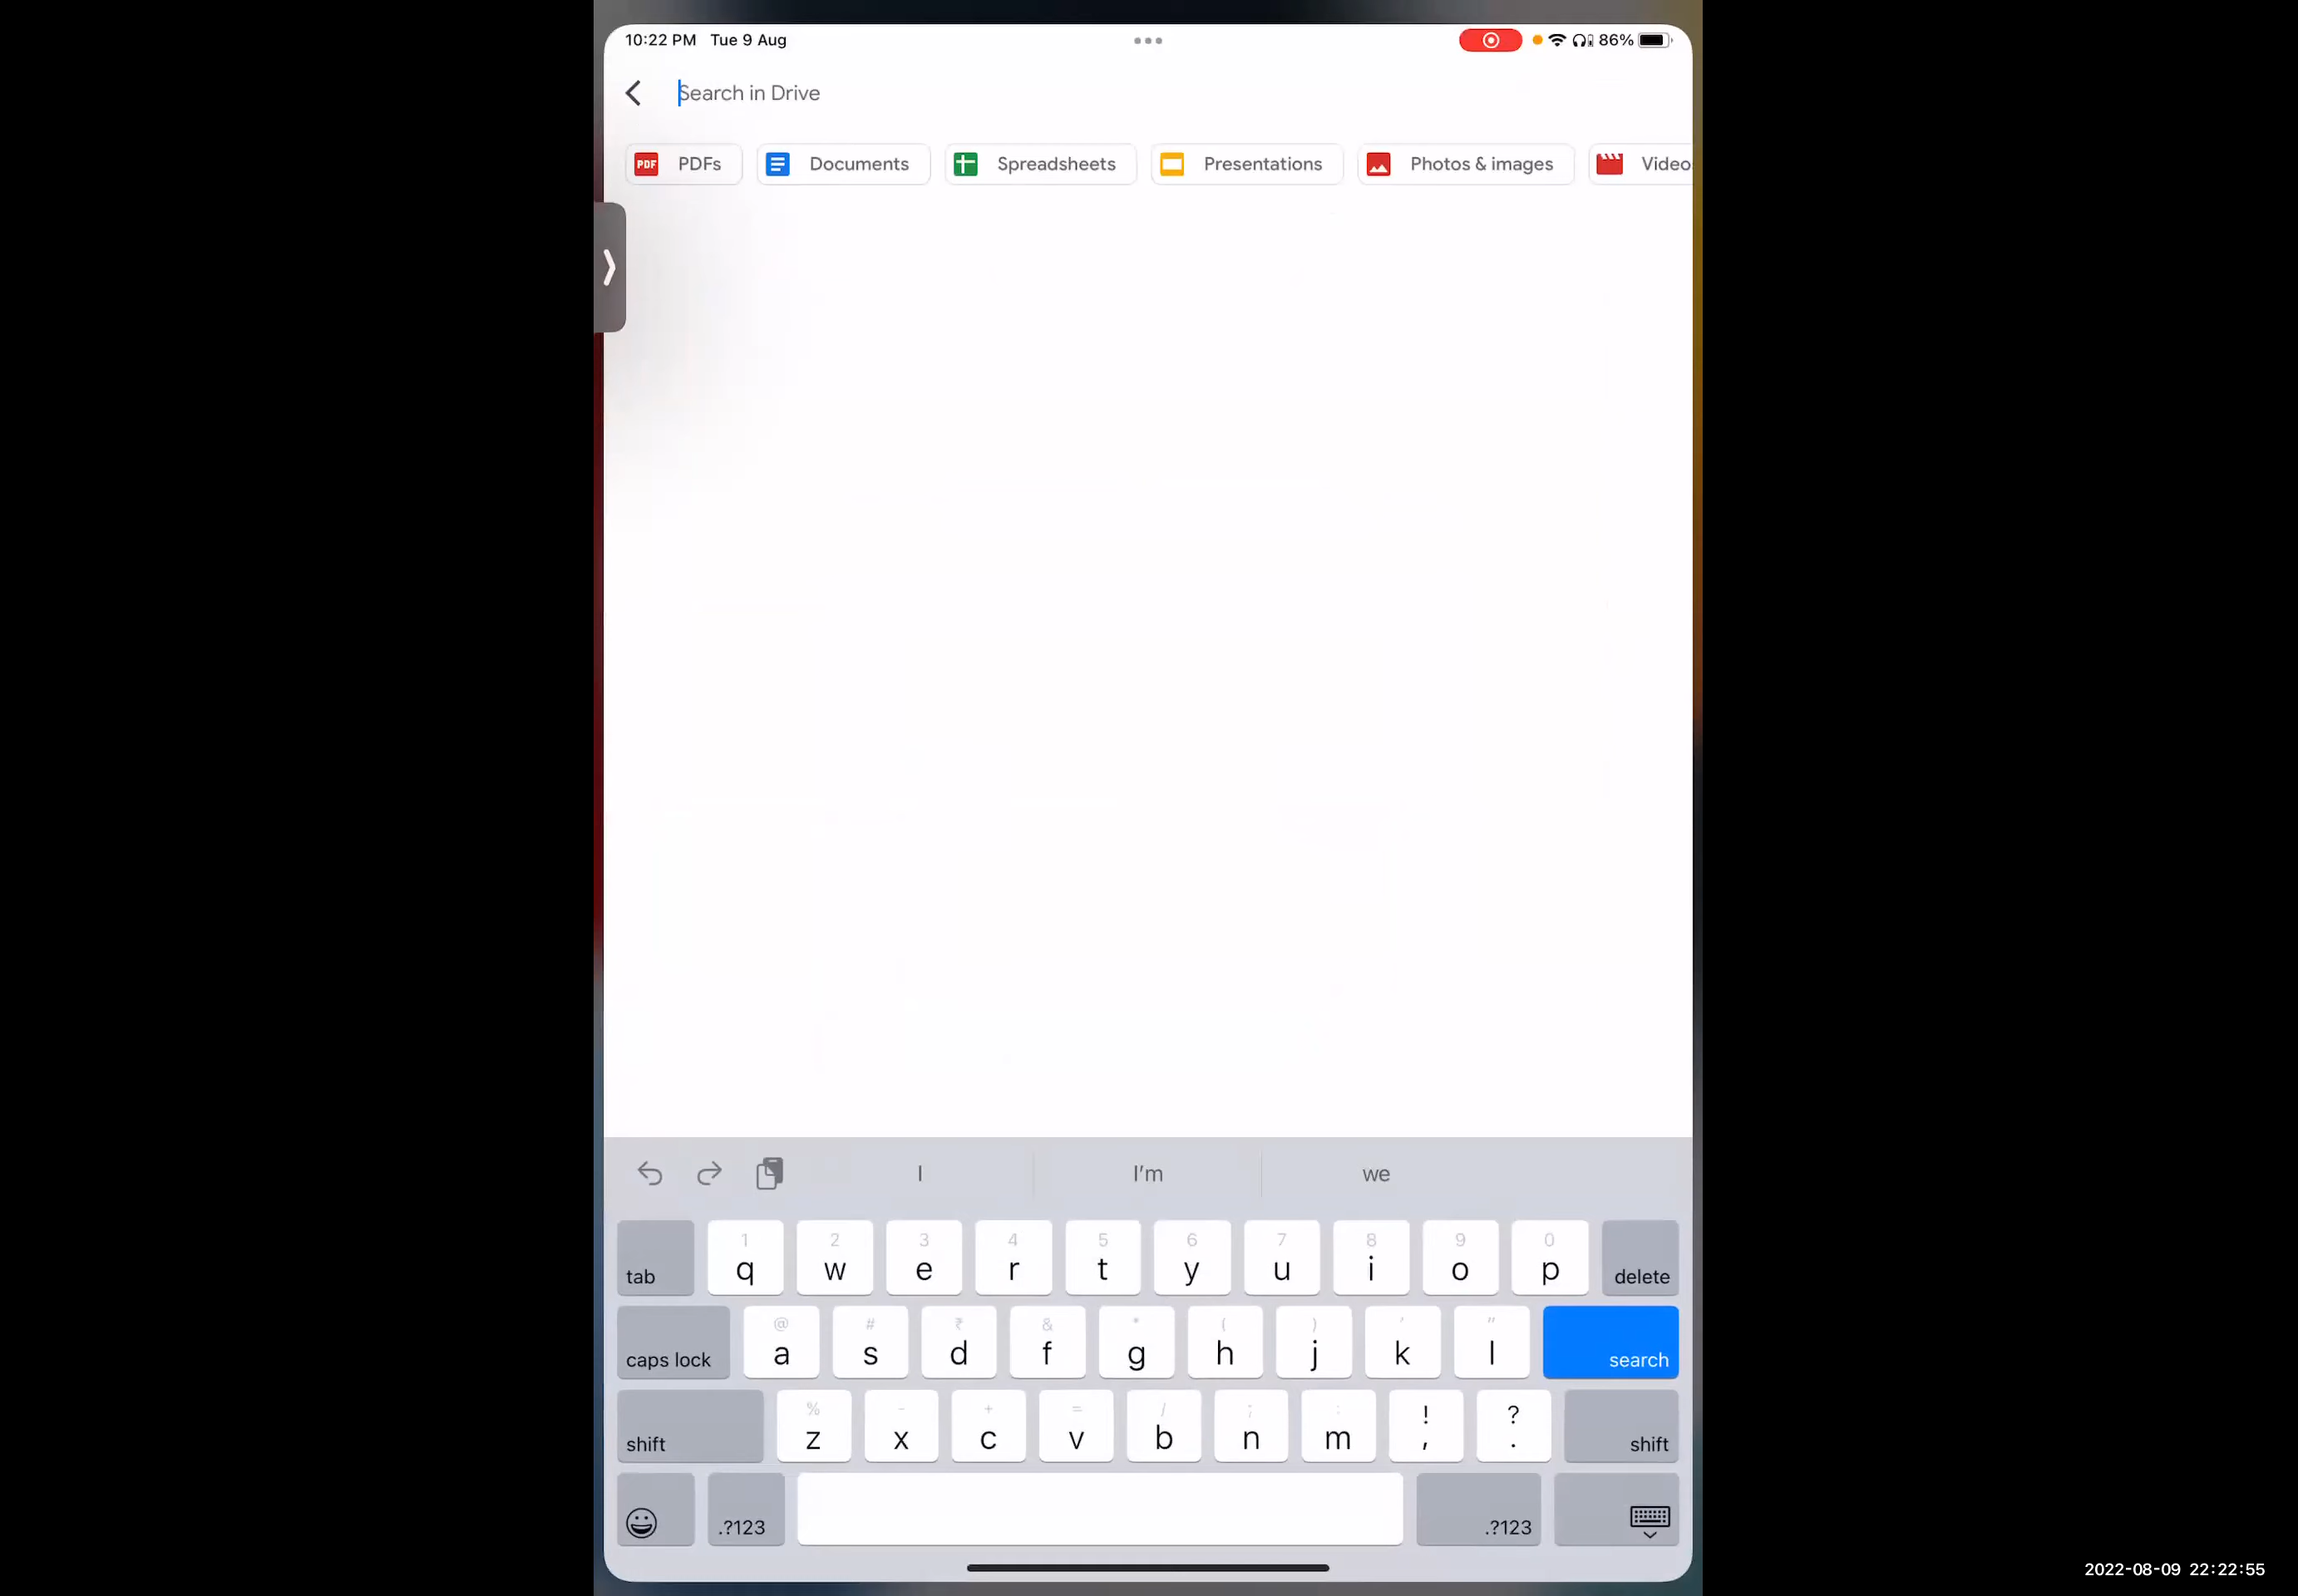 10:22 PM Tue 9 Aug 86%
Search in Drive
PDF PDFs Documents Spreadsheets Presentations Photos & images Video
I I'm we
1 2 3 4 5 6 7 8 9 0
tab q w e r t y u i o p delete
@ # ₹ & * ( ) ' "
caps lock a s d f g h j k l search
% - + = / ; : ! ?
shift z x c v b n m , . shift
.?123 .?123
2022-08-09 22:22:55